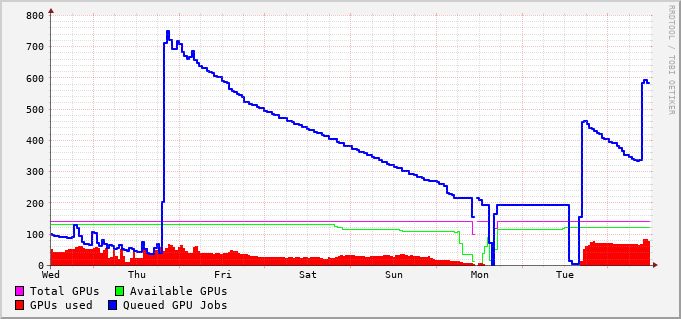 800
700
600
500
400
300
200
100
0
Wed Thu Fri Sat Sun Mon Tue
Total GPUs Available GPUs
GPUs used Queued GPU Jobs
RRDTOOL / TOBI OETIKER